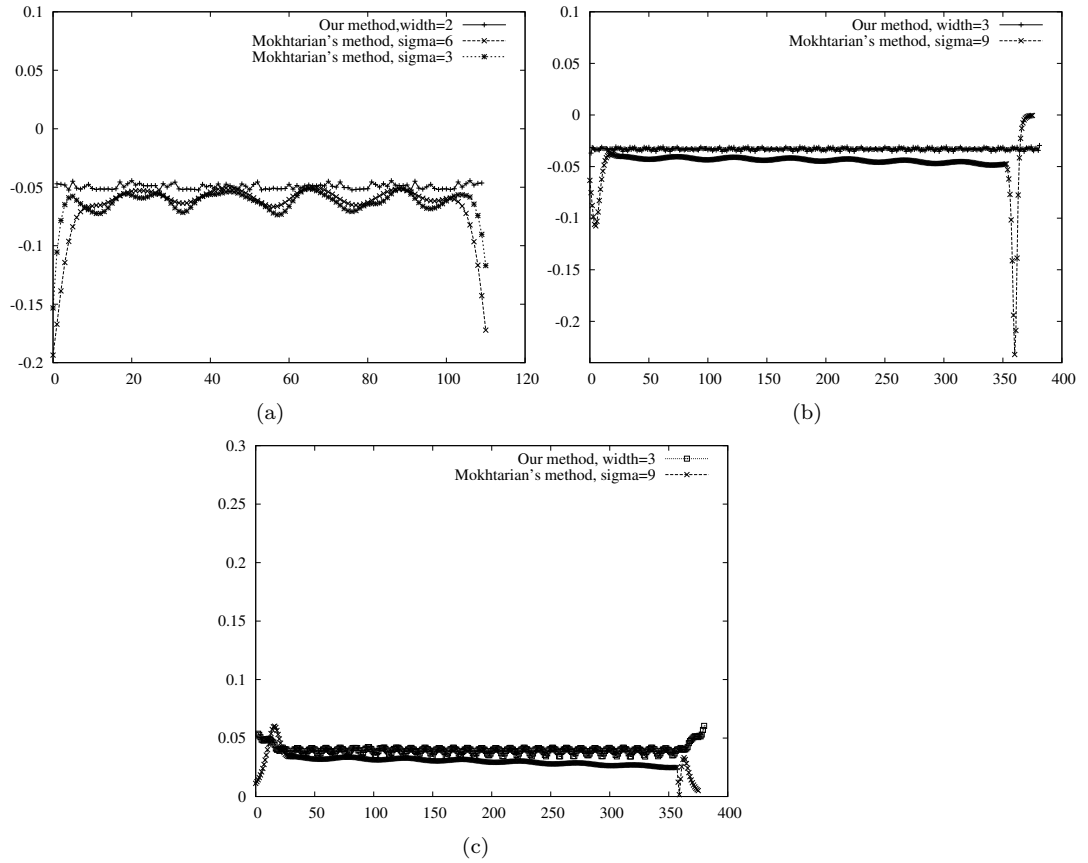 0.1
Our method,width=2
Mokhtarian's method, sigma=6
Mokhtarian's method, sigma=3
0.05
0
-0.05
-0.1
-0.15
-0.2
0 20 40 60 80 100 120
(a)
0.1
Our method, width=3
Mokhtarian's method, sigma=9
0.05
0
-0.05
-0.1
-0.15
-0.2
0 50 100 150 200 250 300 350 400
(b)
0.3
Our method, width=3
Mokhtarian's method, sigma=9
0.25
0.2
0.15
0.1
0.05
0
0 50 100 150 200 250 300 350 400
(c)